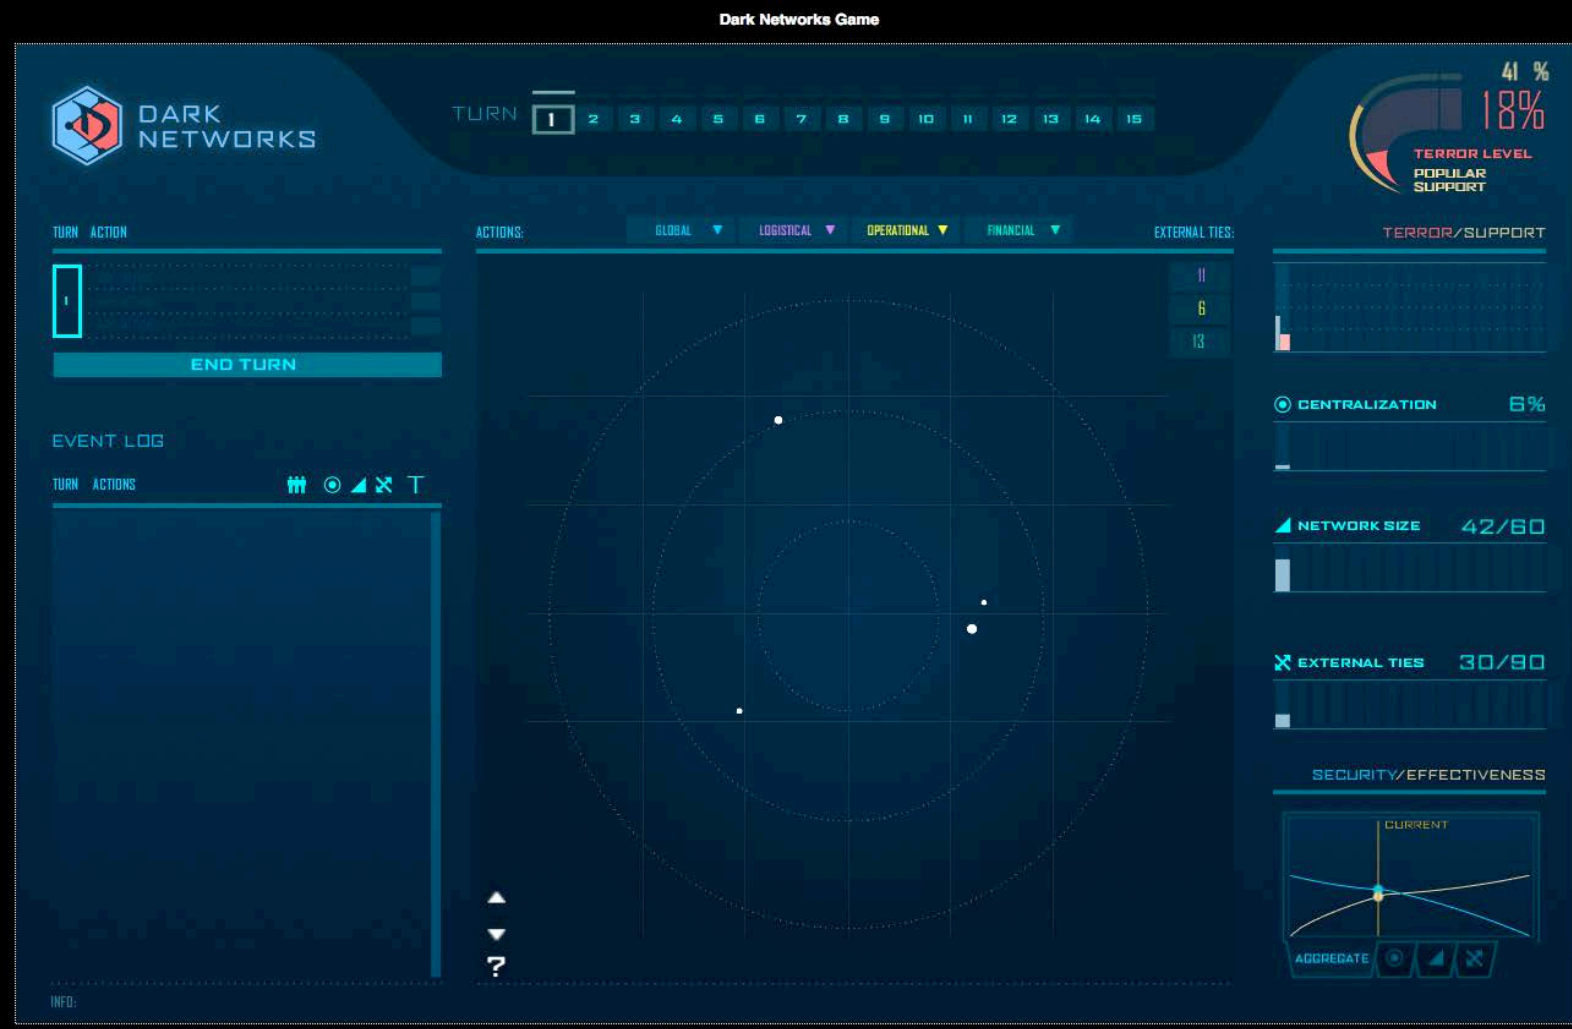 Dark Networks Game
DARK
NETWORKS
TURN 1 2 3 4 5 6 7 8 9 10 11 12 13 14 15
41 %
18%
TERROR LEVEL
POPULAR
SUPPORT
TURN ACTION
1
END TURN
EVENT LOG
TURN ACTIONS T
INFO:
ACTIONS: GLOBAL ▼ LOGISTICAL ▼ OPERATIONAL ▼ FINANCIAL ▼ EXTERNAL TIES:
11
6
13
?
TERROR/SUPPORT
CENTRALIZATION 6%
NETWORK SIZE 42/60
EXTERNAL TIES 30/90
SECURITY/EFFECTIVENESS
CURRENT
AGGREGATE